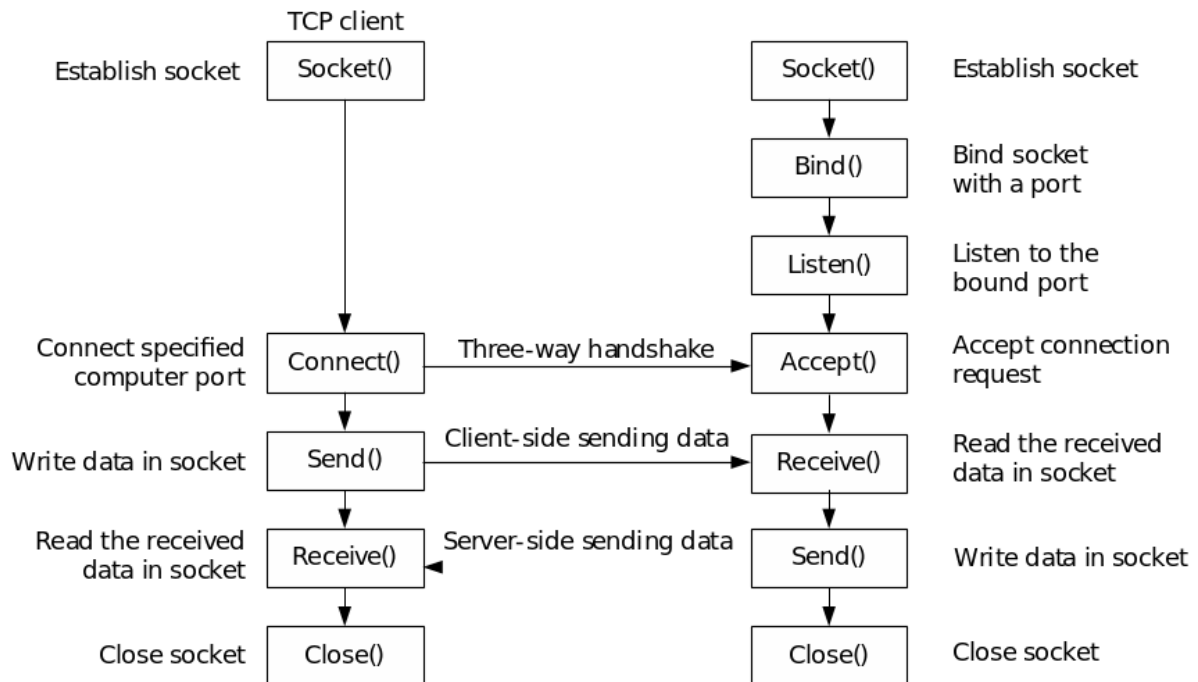 TCP client
Establish socket
Socket()
Socket()
Establish socket
Bind()
Bind socket
with a port
Listen()
Listen to the
bound port
Connect specified
computer port
Connect()
Three-way handshake
Accept()
Accept connection
request
Write data in socket
Send()
Client-side sending data
Receive()
Read the received
data in socket
Read the received
data in socket
Receive()
Server-side sending data
Send()
Write data in socket
Close socket
Close()
Close()
Close socket